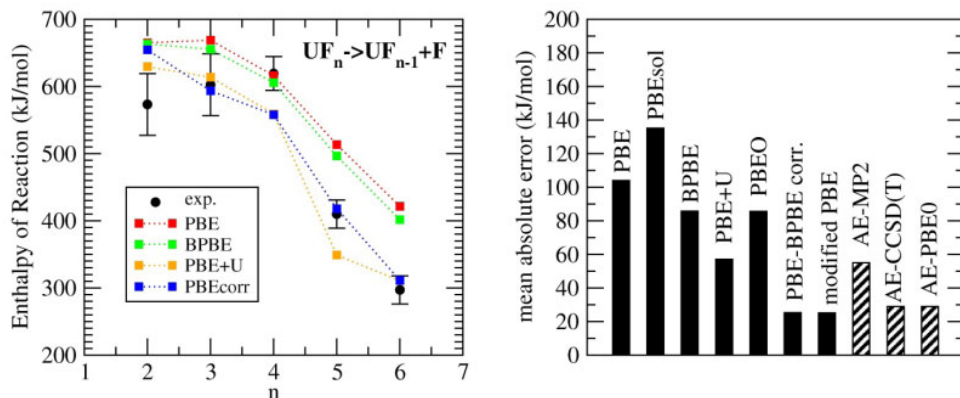 700
600
500
400
300
200
Enthalpy of Reaction (kJ/mol)
UFn->UFn-1+F
exp.
PBE
BPBE
PBE+U
PBEcorr
1 2 3 4 5 6 7
n
200
180
160
140
120
100
80
60
40
20
0
mean absolute error (kJ/mol)
PBE
PBEsol
BPBE
PBE+U
PBEO
PBE-BPBE corr.
modified PBE
AE-MP2
AE-CCSD(T)
AE-PBE0